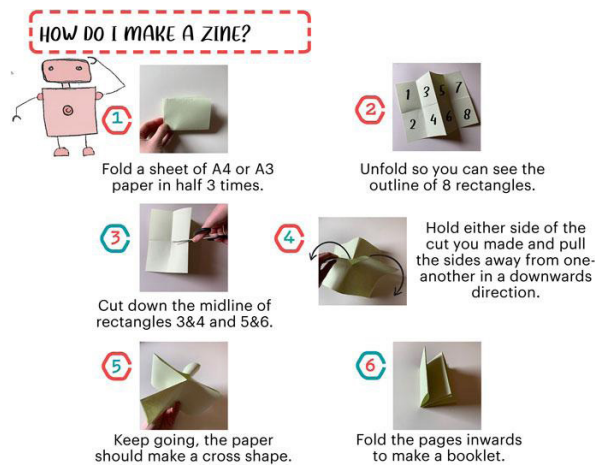 HOW DO I MAKE A ZINE?
1
Fold a sheet of A4 or A3
paper in half 3 times.
2
1 3 5 7
2 4 6 8
Unfold so you can see the
outline of 8 rectangles.
3
Cut down the midline of
rectangles 3&4 and 5&6.
4
Hold either side of the
cut you made and pull
the sides away from one-
another in a downwards
direction.
5
Keep going, the paper
should make a cross shape.
6
Fold the pages inwards
to make a booklet.